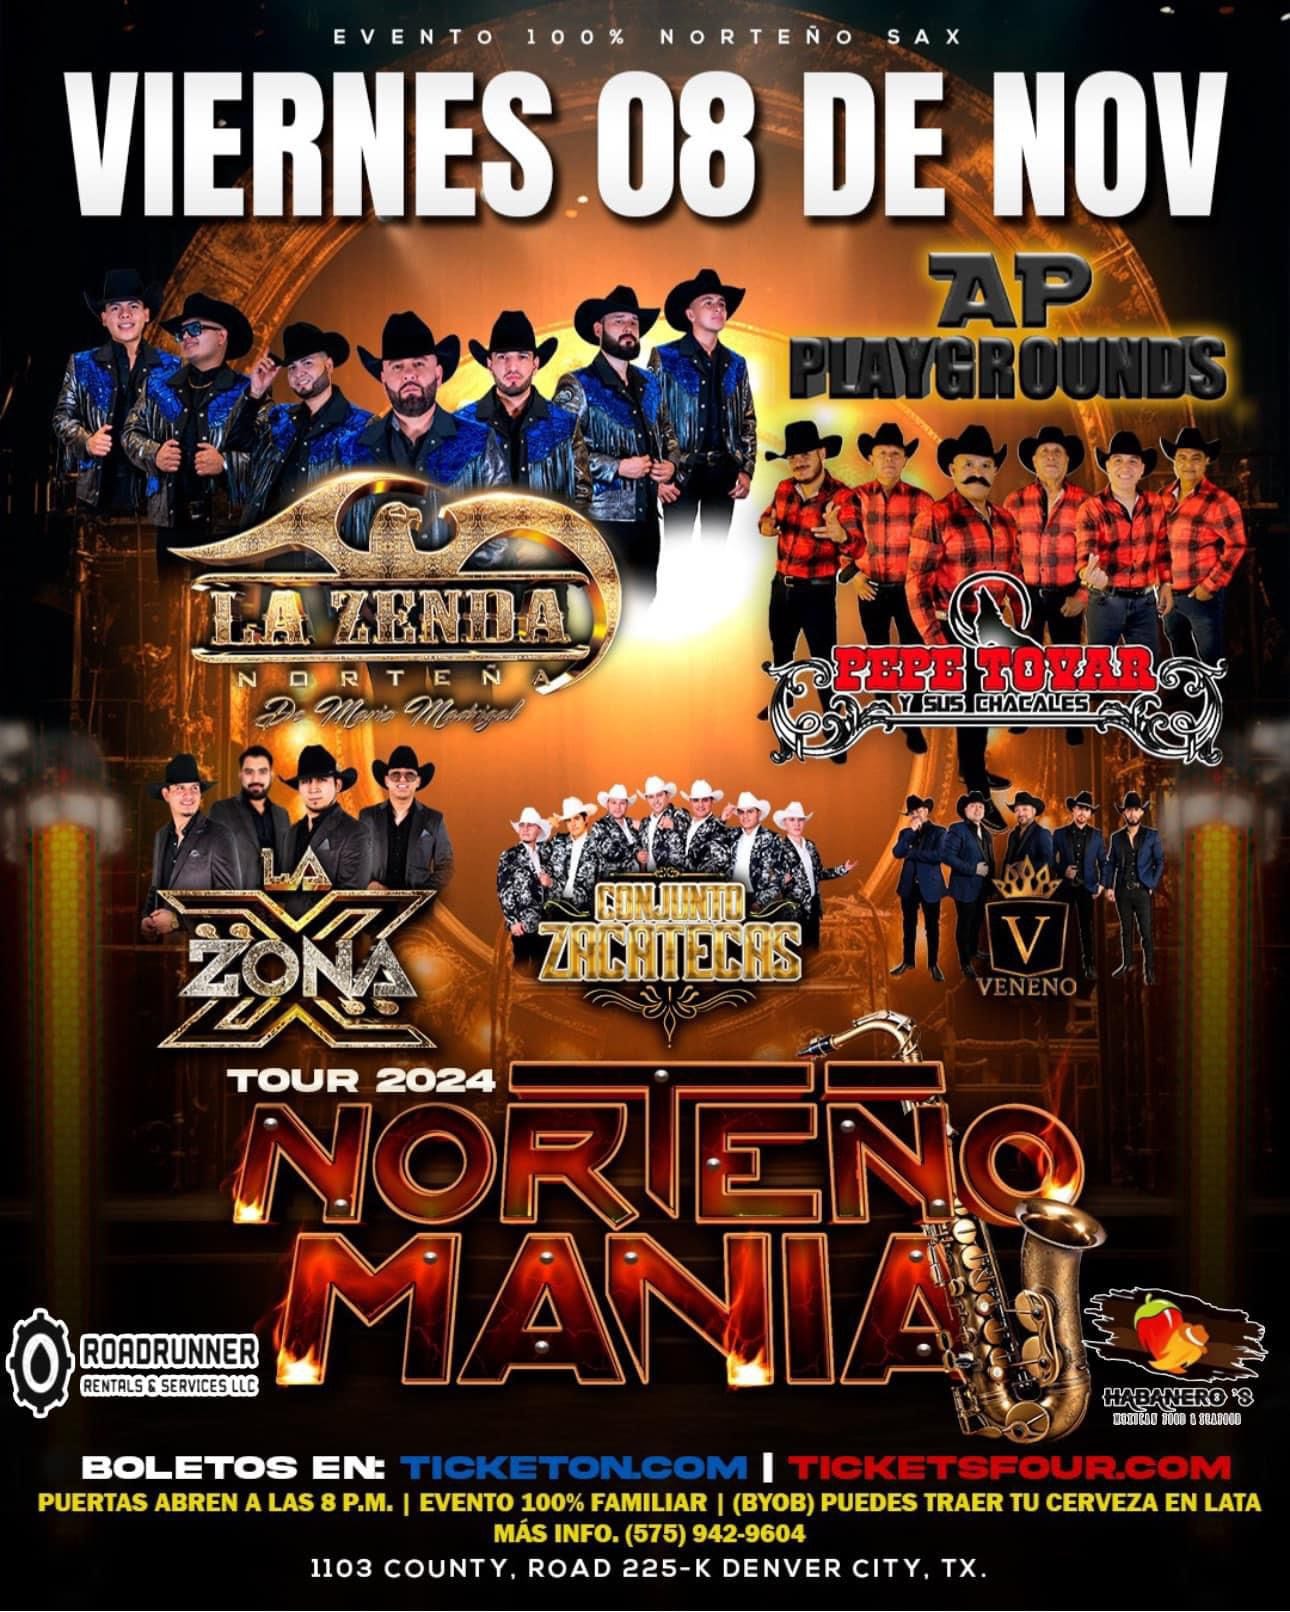 EVENTO 100% NORTEÑO SAX
VIERNES 08 DE NOV
AP
PLAYGROUNDS
LA ZENDA
NORTEÑA
De Mario Madrigal
PEPE TOVAR
Y SUS CHACALES
LA
ZONA
X
CONJUNTO
ZACATECAS
V
VENENO
TOUR 2024
NORTEÑO
MANIA
ROADRUNNER
RENTALS & SERVICES LLC
HABANERO'S
MEXICAN FOOD & SEAFOOD
BOLETOS EN: TICKETON.COM | TICKETSFOUR.COM
PUERTAS ABREN A LAS 8 P.M. | EVENTO 100% FAMILIAR | (BYOB) PUEDES TRAER TU CERVEZA EN LATA
MÁS INFO. (575) 942-9604
1103 COUNTY, ROAD 225-K DENVER CITY, TX.